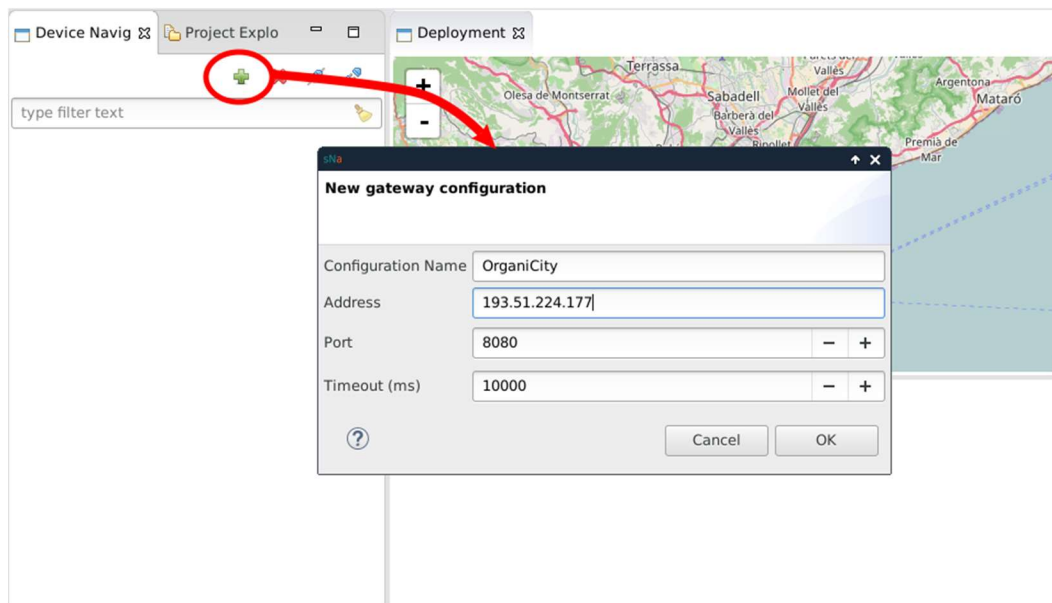 Device Navig
Project Explo
Deployment
type filter text
+
-
Terrassa
Olesa de Montserrat
Sabadell
Barberà del
Vallès
Ripollet
Vallès
Mollet del
Vallès
Argentona
Mataró
Premià de
Mar
sNa
New gateway configuration
Configuration Name OrganiCity
Address 193.51.224.177
Port 8080 − +
Timeout (ms) 10000 − +
?
Cancel OK